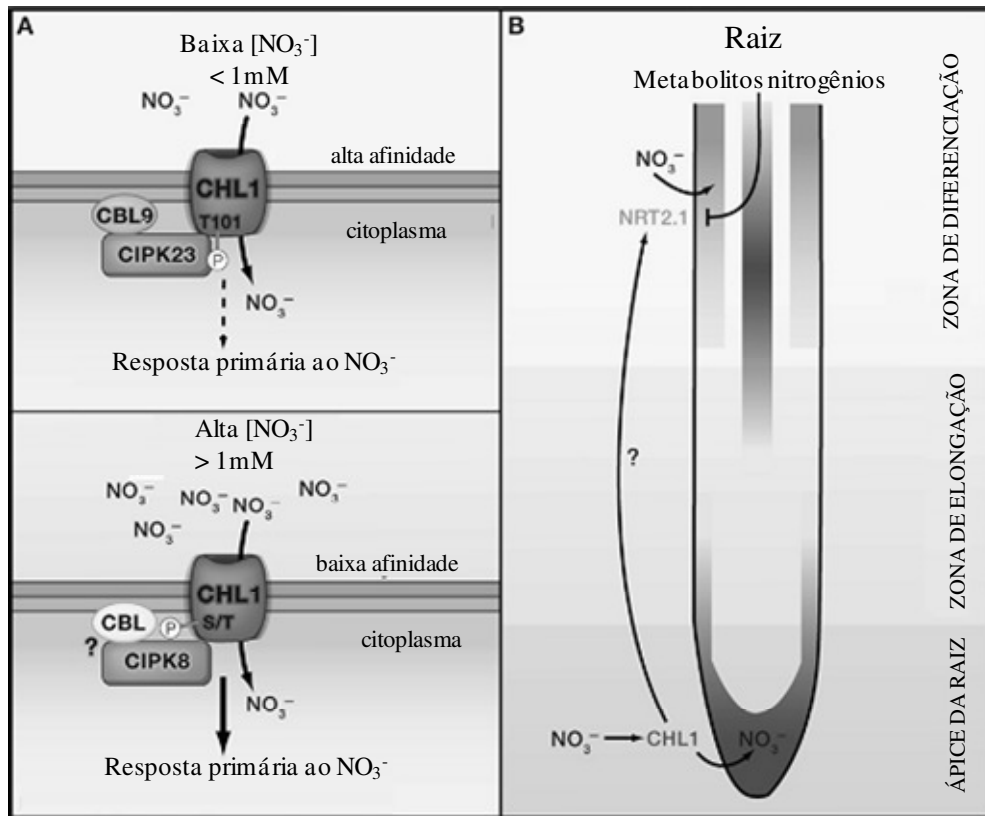 A
Baixa [NO₃⁻]
< 1mM
NO₃⁻ NO₃⁻
alta afinidade
CHL1
CBL9
T101
citoplasma
CIPK23
P
NO₃⁻
Resposta primária ao NO₃⁻
Alta [NO₃⁻]
> 1mM
NO₃⁻ NO₃⁻ NO₃⁻ NO₃⁻
NO₃⁻
baixa afinidade
CHL1
CBL P S/T
citoplasma
?
CIPK8
NO₃⁻
Resposta primária ao NO₃⁻
B
Raiz
Metabolitos nitrogênios
NO₃⁻
NRT2.1
?
NO₃⁻ CHL1 NO₃⁻
ZONA DE DIFERENCIAÇÃO
ZONA DE ELONGAÇÃO
ÁPICE DA RAIZ